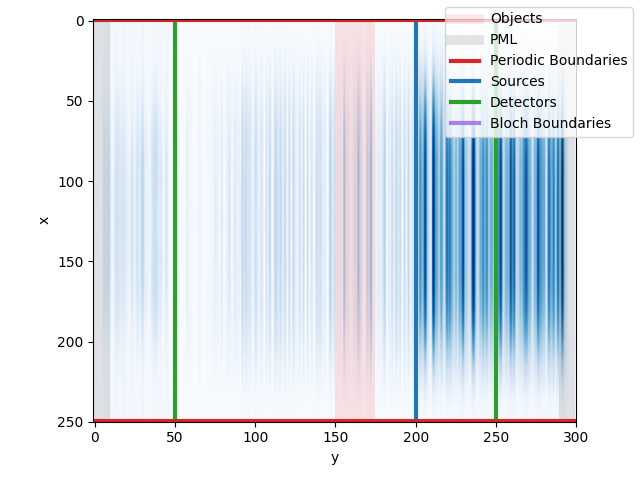 Objects
PML
Periodic Boundaries
Sources
Detectors
Bloch Boundaries
0
50
100
150
200
250
x
0 50 100 150 200 250 300
y